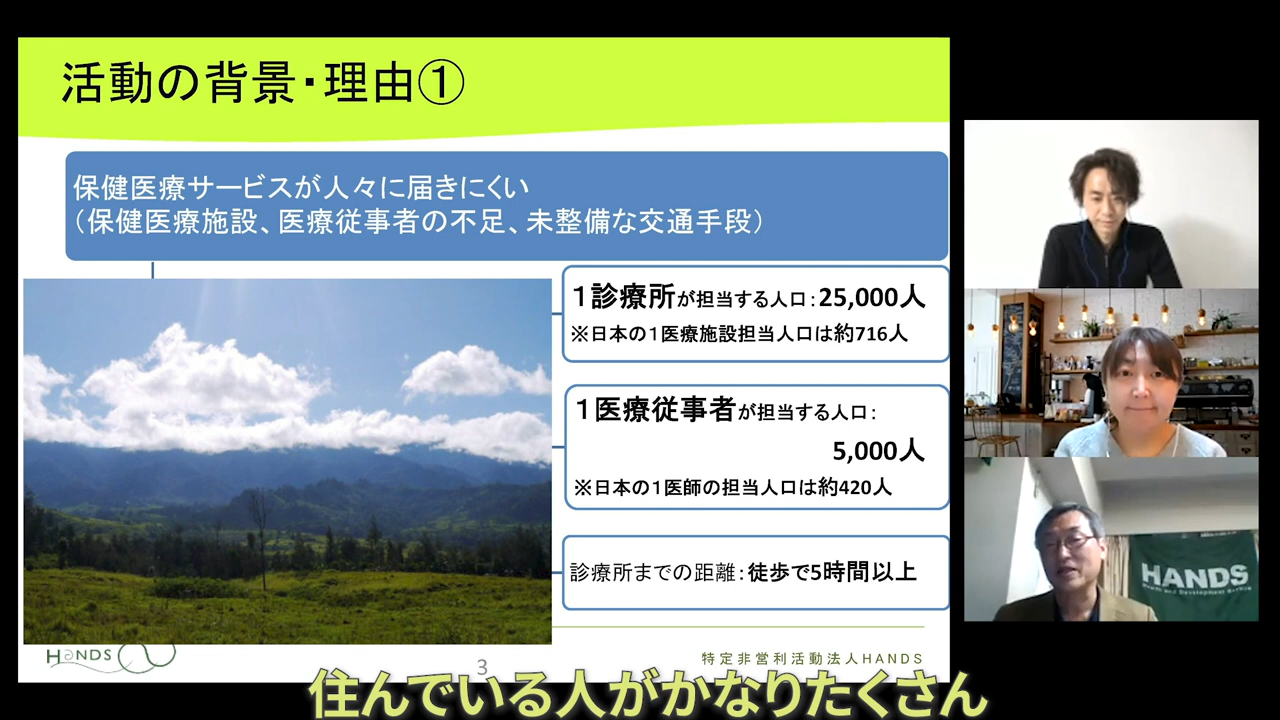 活動の背景・理由①
保健医療サービスが人々に届きにくい
（保健医療施設、医療従事者の不足、未整備な交通手段）
１診療所が担当する人口：25,000人
※日本の１医療施設担当人口は約716人
１医療従事者が担当する人口：
5,000人
※日本の１医師の担当人口は約420人
診療所までの距離：徒歩で5時間以上
HANDS
3
特定非営利活動法人HANDS
住んでいる人がかなりたくさん
HANDS
Health and Development Service